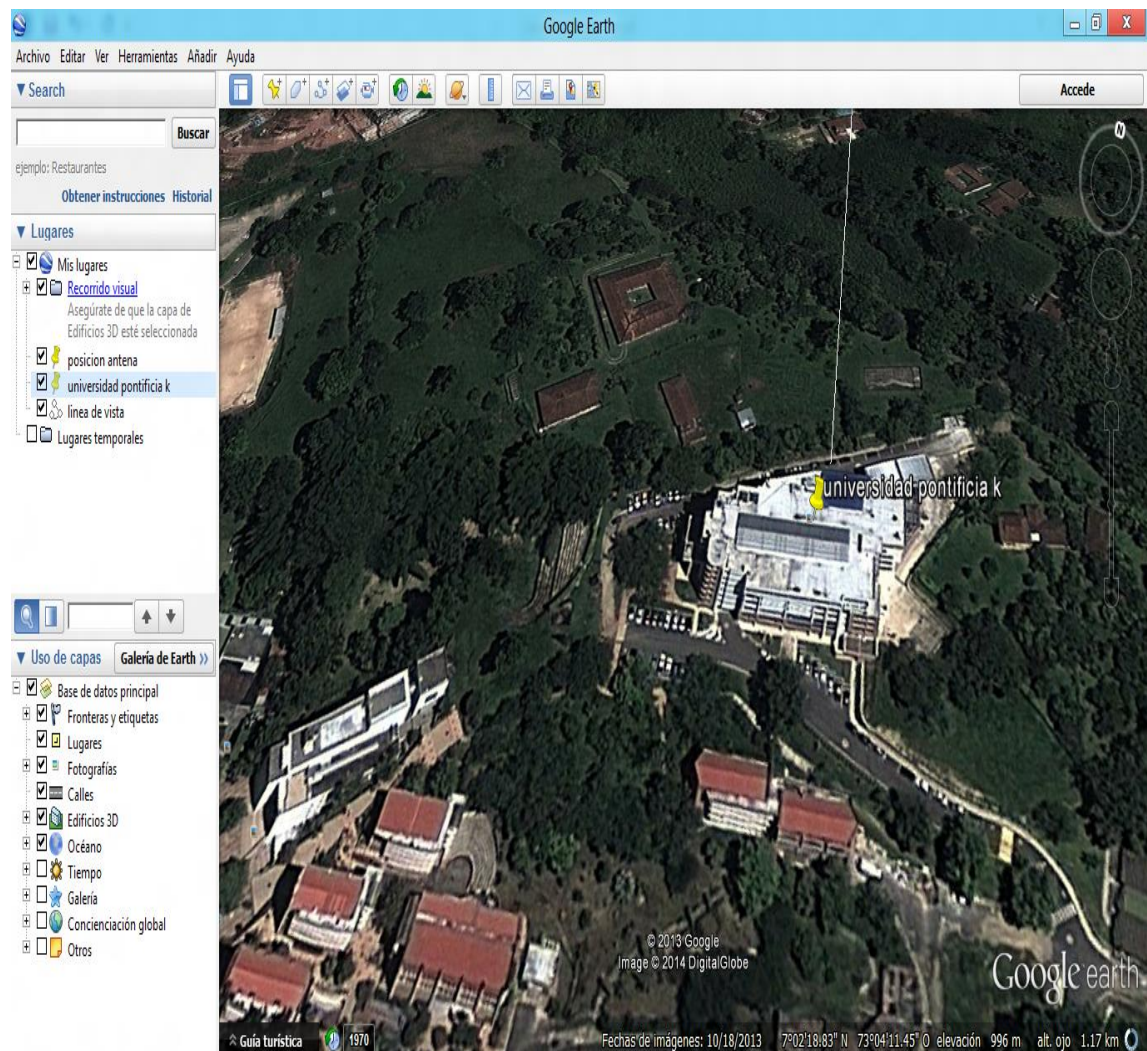 Google Earth
X
Archivo Editar Ver Herramientas Añadir Ayuda
Search
Accede
Buscar
ejemplo: Restaurantes
Obtener instrucciones Historial
Lugares
Mis lugares
Recorrido visual
Asegúrate de que la capa de
Edificios 3D esté seleccionada
posicion antena
universidad pontificia k
linea de vista
Lugares temporales
Uso de capas Galería de Earth »
Base de datos principal
Fronteras y etiquetas
Lugares
Fotografías
Calles
Edificios 3D
Océano
Tiempo
Galería
Concienciación global
Otros
N
universidad pontificia k
© 2013 Google
Image © 2014 DigitalGlobe
Google earth
Guía turística 1970 Fechas de imágenes: 10/18/2013 7°02'18.83" N 73°04'11.45" O elevación 996 m alt. ojo 1.17 km